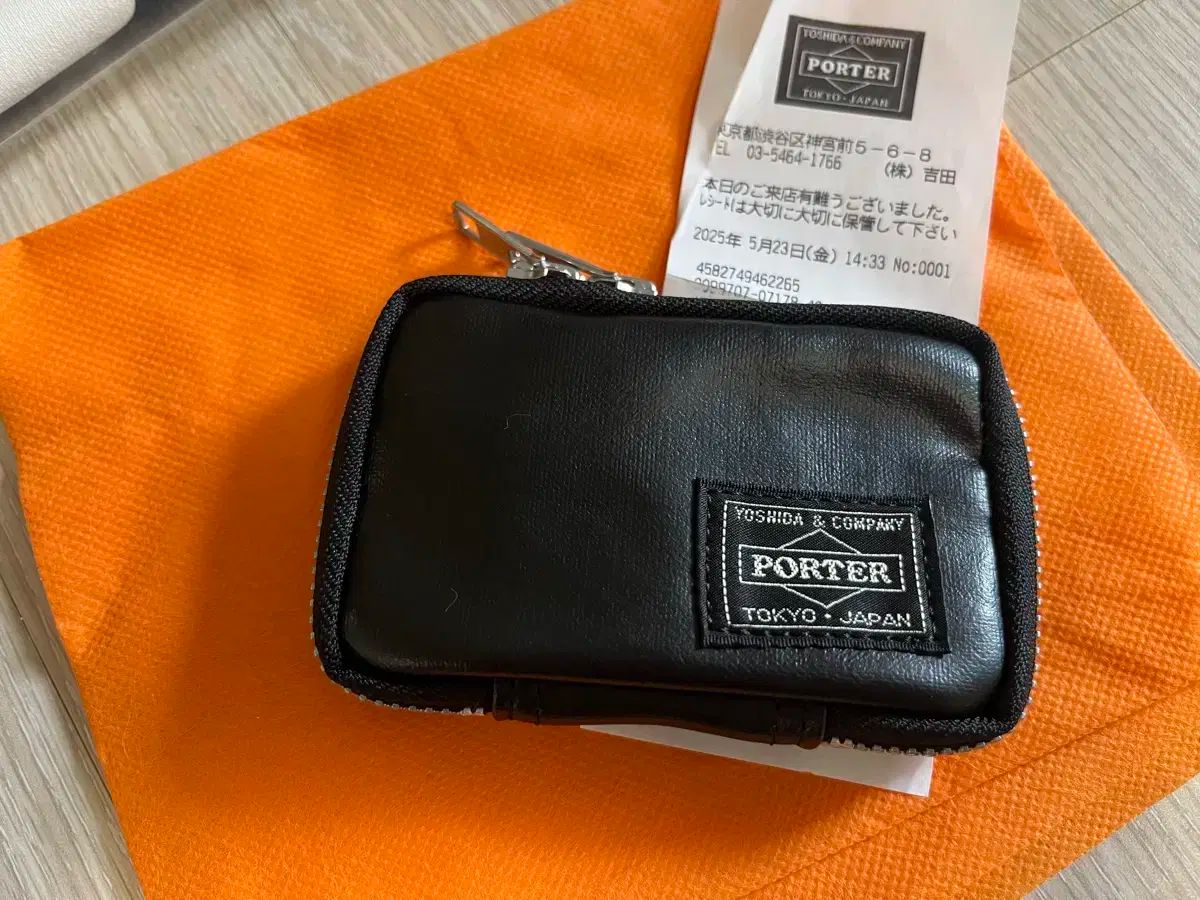 YOSHIDA & COMPANY
PORTER
TOKYO・JAPAN
京都渋谷区神宮前5-6-8
EL 03-5464-1766 (株) 吉田
本日のご来店有難うございました。
レシートは大切に大切に保管して下さい
2025年 5月23日(金) 14:33 No:0001
4582749462265
YOSHIDA & COMPANY
PORTER
TOKYO・JAPAN